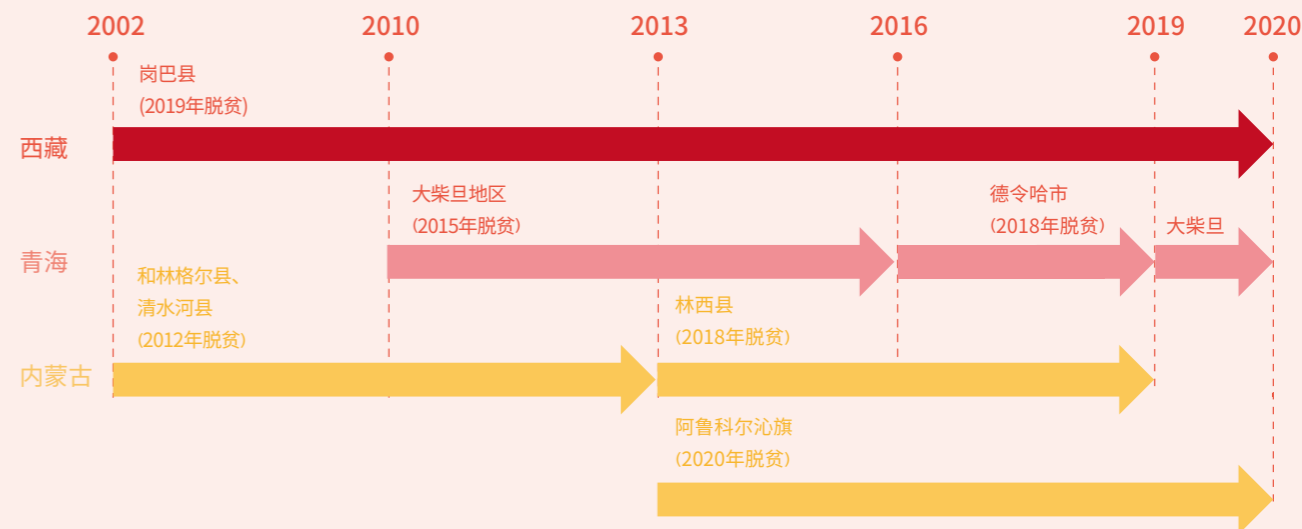 2002 2010 2013 2016 2019 2020
岗巴县
(2019年脱贫)
西藏
大柴旦地区
(2015年脱贫)
德令哈市
(2018年脱贫)
大柴旦
青海
和林格尔县、
清水河县
(2012年脱贫)
林西县
(2018年脱贫)
内蒙古
阿鲁科尔沁旗
(2020年脱贫)